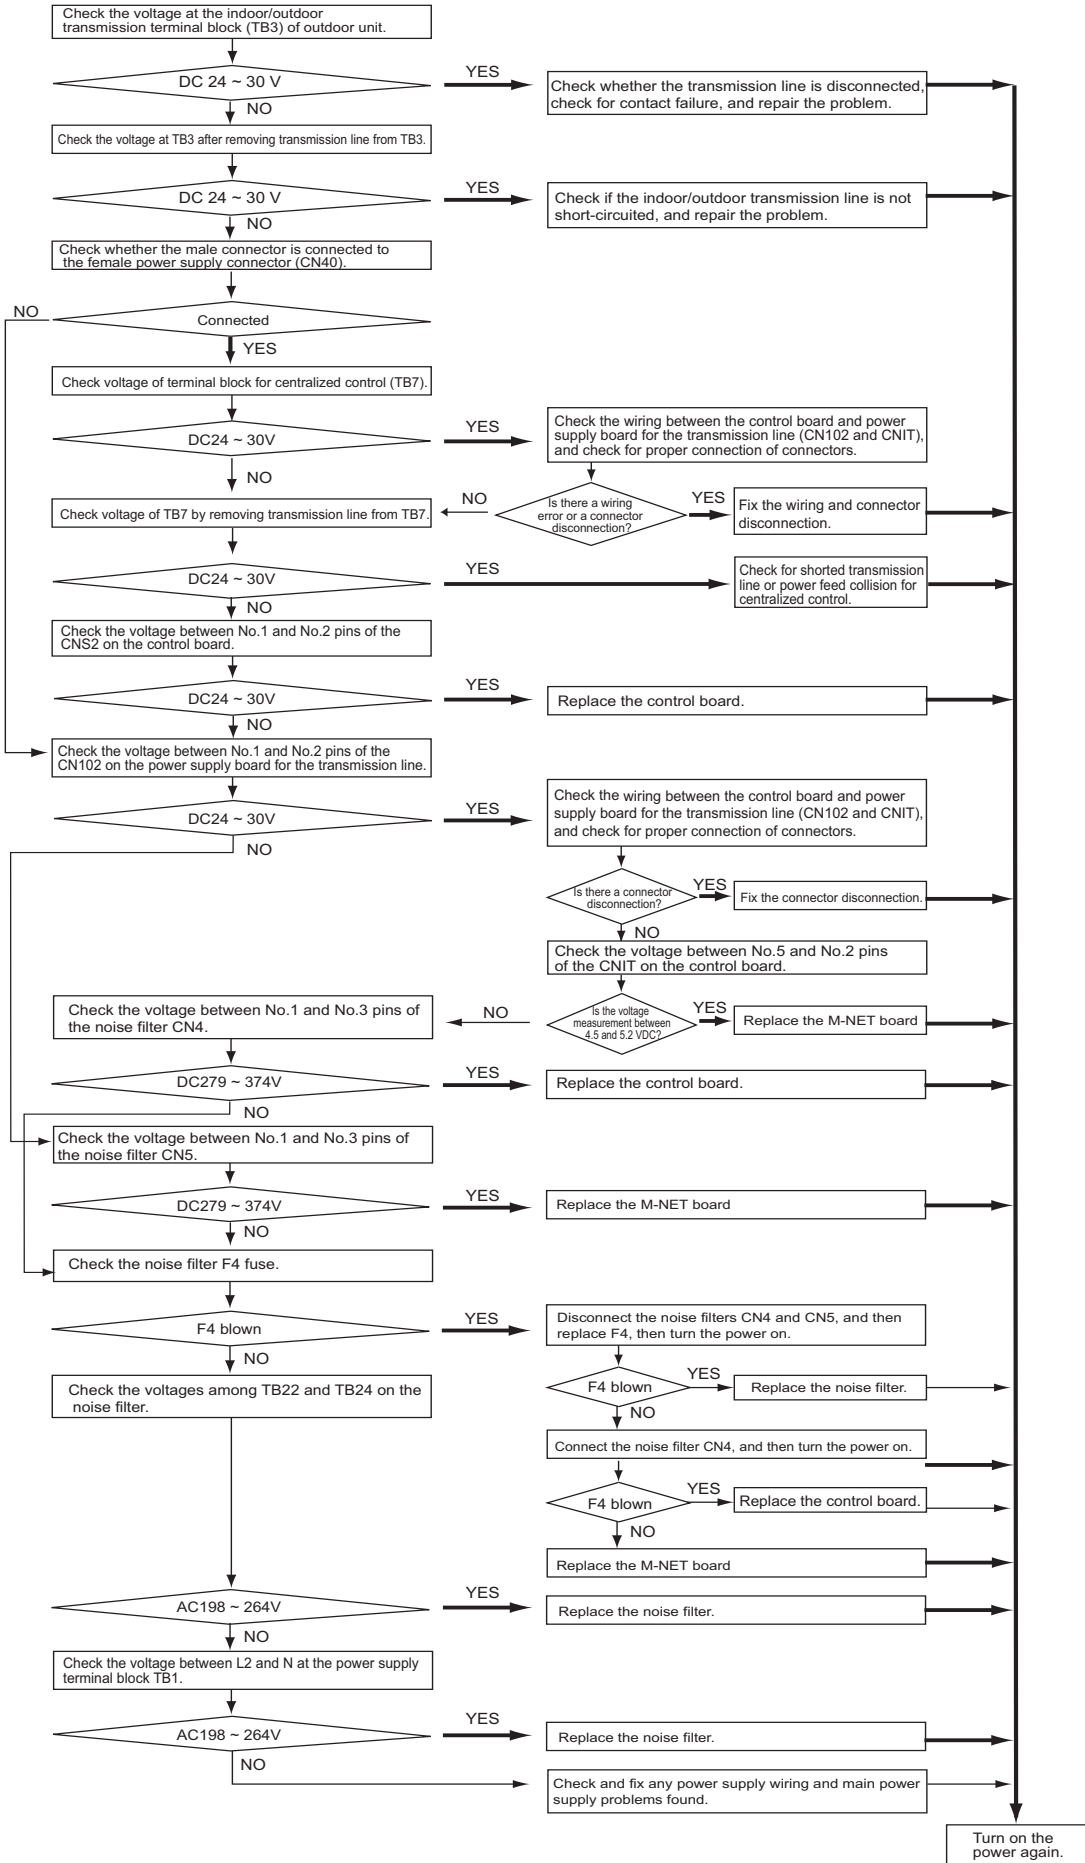 Check the voltage at the indoor/outdoor
transmission terminal block (TB3) of outdoor unit.
DC 24 ~ 30 V
YES
Check whether the transmission line is disconnected,
check for contact failure, and repair the problem.
NO
Check the voltage at TB3 after removing transmission line from TB3.
DC 24 ~ 30 V
YES
Check if the indoor/outdoor transmission line is not
short-circuited, and repair the problem.
NO
Check whether the male connector is connected to
the female power supply connector (CN40).
NO
Connected
YES
Check voltage of terminal block for centralized control (TB7).
DC24 ~ 30V
YES
Check the wiring between the control board and power
supply board for the transmission line (CN102 and CNIT),
and check for proper connection of connectors.
NO
Check voltage of TB7 by removing transmission line from TB7.
NO
Is there a wiring
error or a connector
disconnection?
YES
Fix the wiring and connector
disconnection.
DC24 ~ 30V
YES
Check for shorted transmission
line or power feed collision for
centralized control.
NO
Check the voltage between No.1 and No.2 pins of the
CNS2 on the control board.
DC24 ~ 30V
YES
Replace the control board.
NO
Check the voltage between No.1 and No.2 pins of the
CN102 on the power supply board for the transmission line.
DC24 ~ 30V
YES
Check the wiring between the control board and power
supply board for the transmission line (CN102 and CNIT),
and check for proper connection of connectors.
NO
Is there a connector
disconnection?
YES
Fix the connector disconnection.
NO
Check the voltage between No.5 and No.2 pins
of the CNIT on the control board.
Check the voltage between No.1 and No.3 pins of
the noise filter CN4.
NO
Is the voltage
measurement between
4.5 and 5.2 VDC?
YES
Replace the M-NET board
DC279 ~ 374V
YES
Replace the control board.
NO
Check the voltage between No.1 and No.3 pins of
the noise filter CN5.
DC279 ~ 374V
YES
Replace the M-NET board
NO
Check the noise filter F4 fuse.
F4 blown
YES
Disconnect the noise filters CN4 and CN5, and then
replace F4, then turn the power on.
NO
Check the voltages among TB22 and TB24 on the
noise filter.
F4 blown
YES
Replace the noise filter.
NO
Connect the noise filter CN4, and then turn the power on.
F4 blown
YES
Replace the control board.
NO
Replace the M-NET board
AC198 ~ 264V
YES
Replace the noise filter.
NO
Check the voltage between L2 and N at the power supply
terminal block TB1.
AC198 ~ 264V
YES
Replace the noise filter.
NO
Check and fix any power supply wiring and main power
supply problems found.
Turn on the
power again.